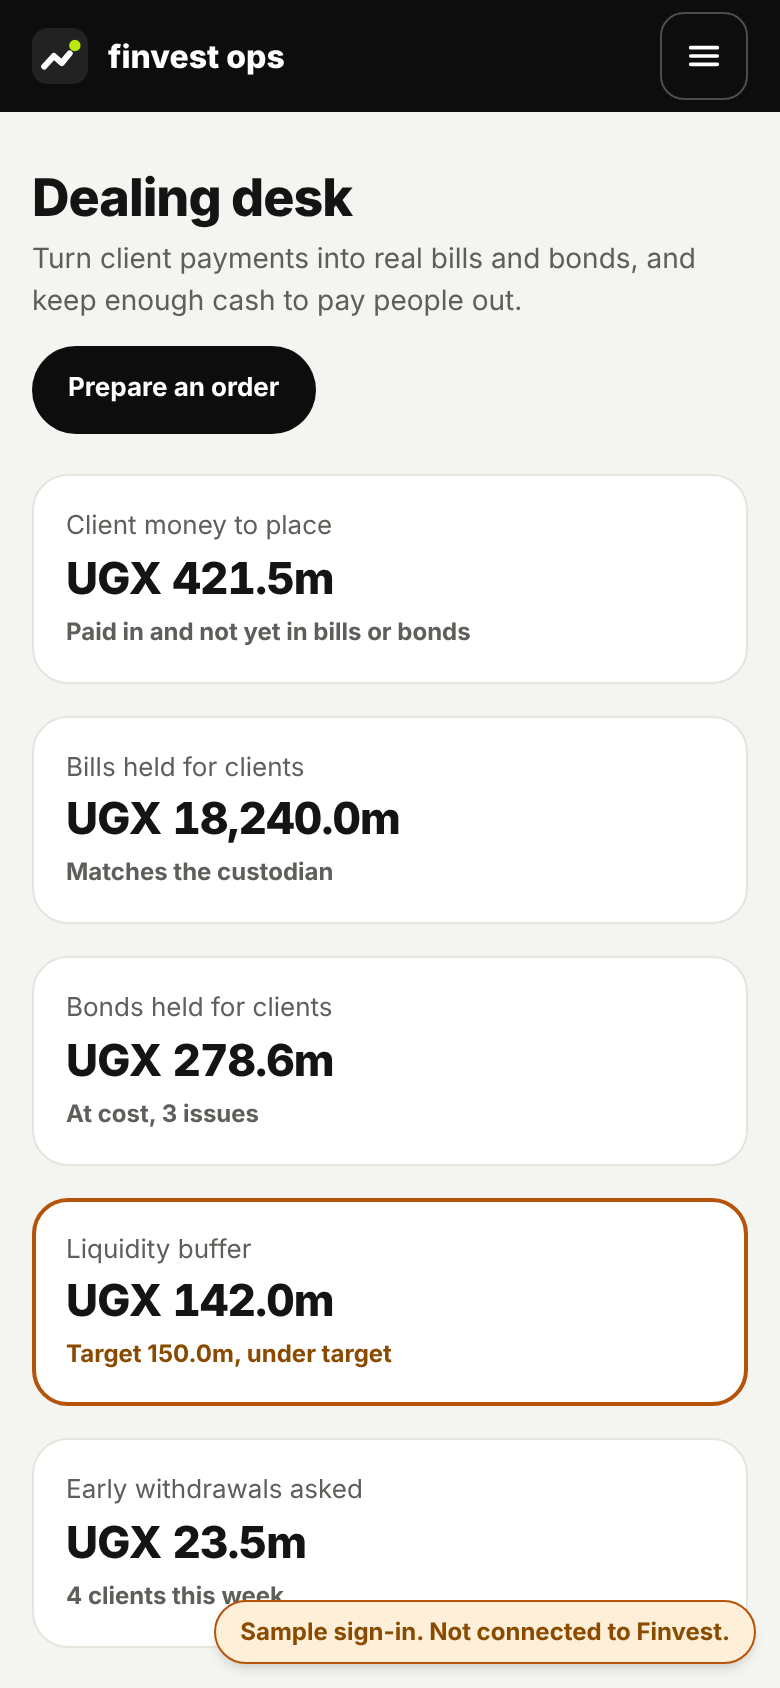 finvest ops
Dealing desk
Turn client payments into real bills and bonds, and
keep enough cash to pay people out.
Prepare an order
Client money to place
UGX 421.5m
Paid in and not yet in bills or bonds
Bills held for clients
UGX 18,240.0m
Matches the custodian
Bonds held for clients
UGX 278.6m
At cost, 3 issues
Liquidity buffer
UGX 142.0m
Target 150.0m, under target
Early withdrawals asked
UGX 23.5m
4 clients this week
Sample sign-in. Not connected to Finvest.